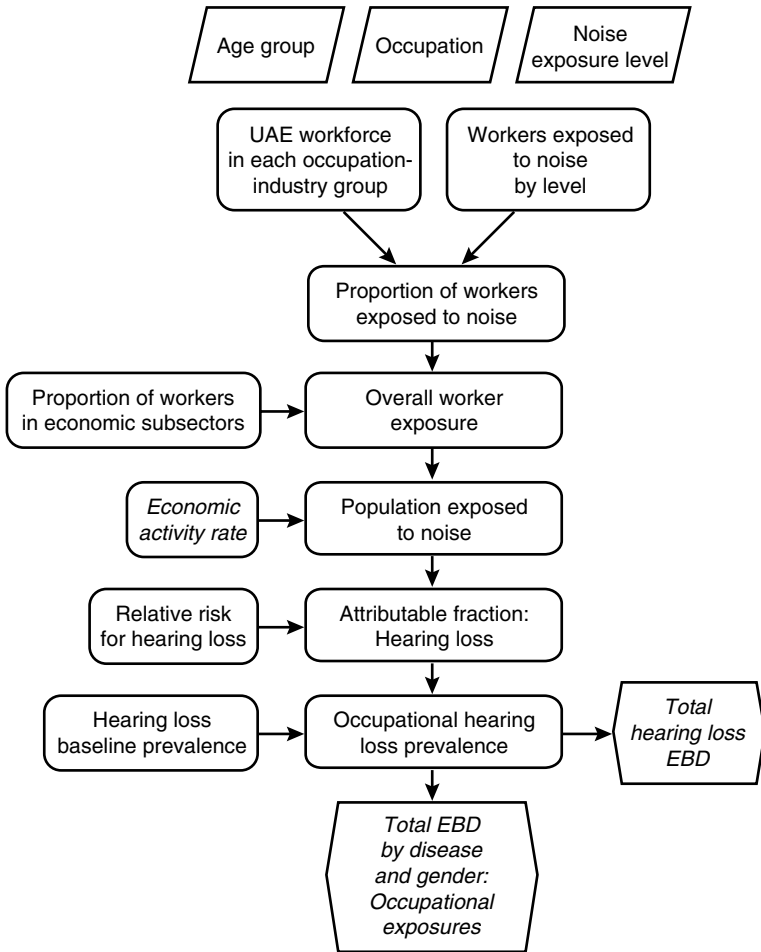 Age group
Occupation
Noise
exposure level
UAE workforce
in each occupation-
industry group
Workers exposed
to noise
by level
Proportion of workers
exposed to noise
Proportion of workers
in economic subsectors
Overall worker
exposure
Economic
activity rate
Population exposed
to noise
Relative risk
for hearing loss
Attributable fraction:
Hearing loss
Hearing loss
baseline prevalence
Occupational hearing
loss prevalence
Total
hearing loss
EBD
Total EBD
by disease
and gender:
Occupational
exposures